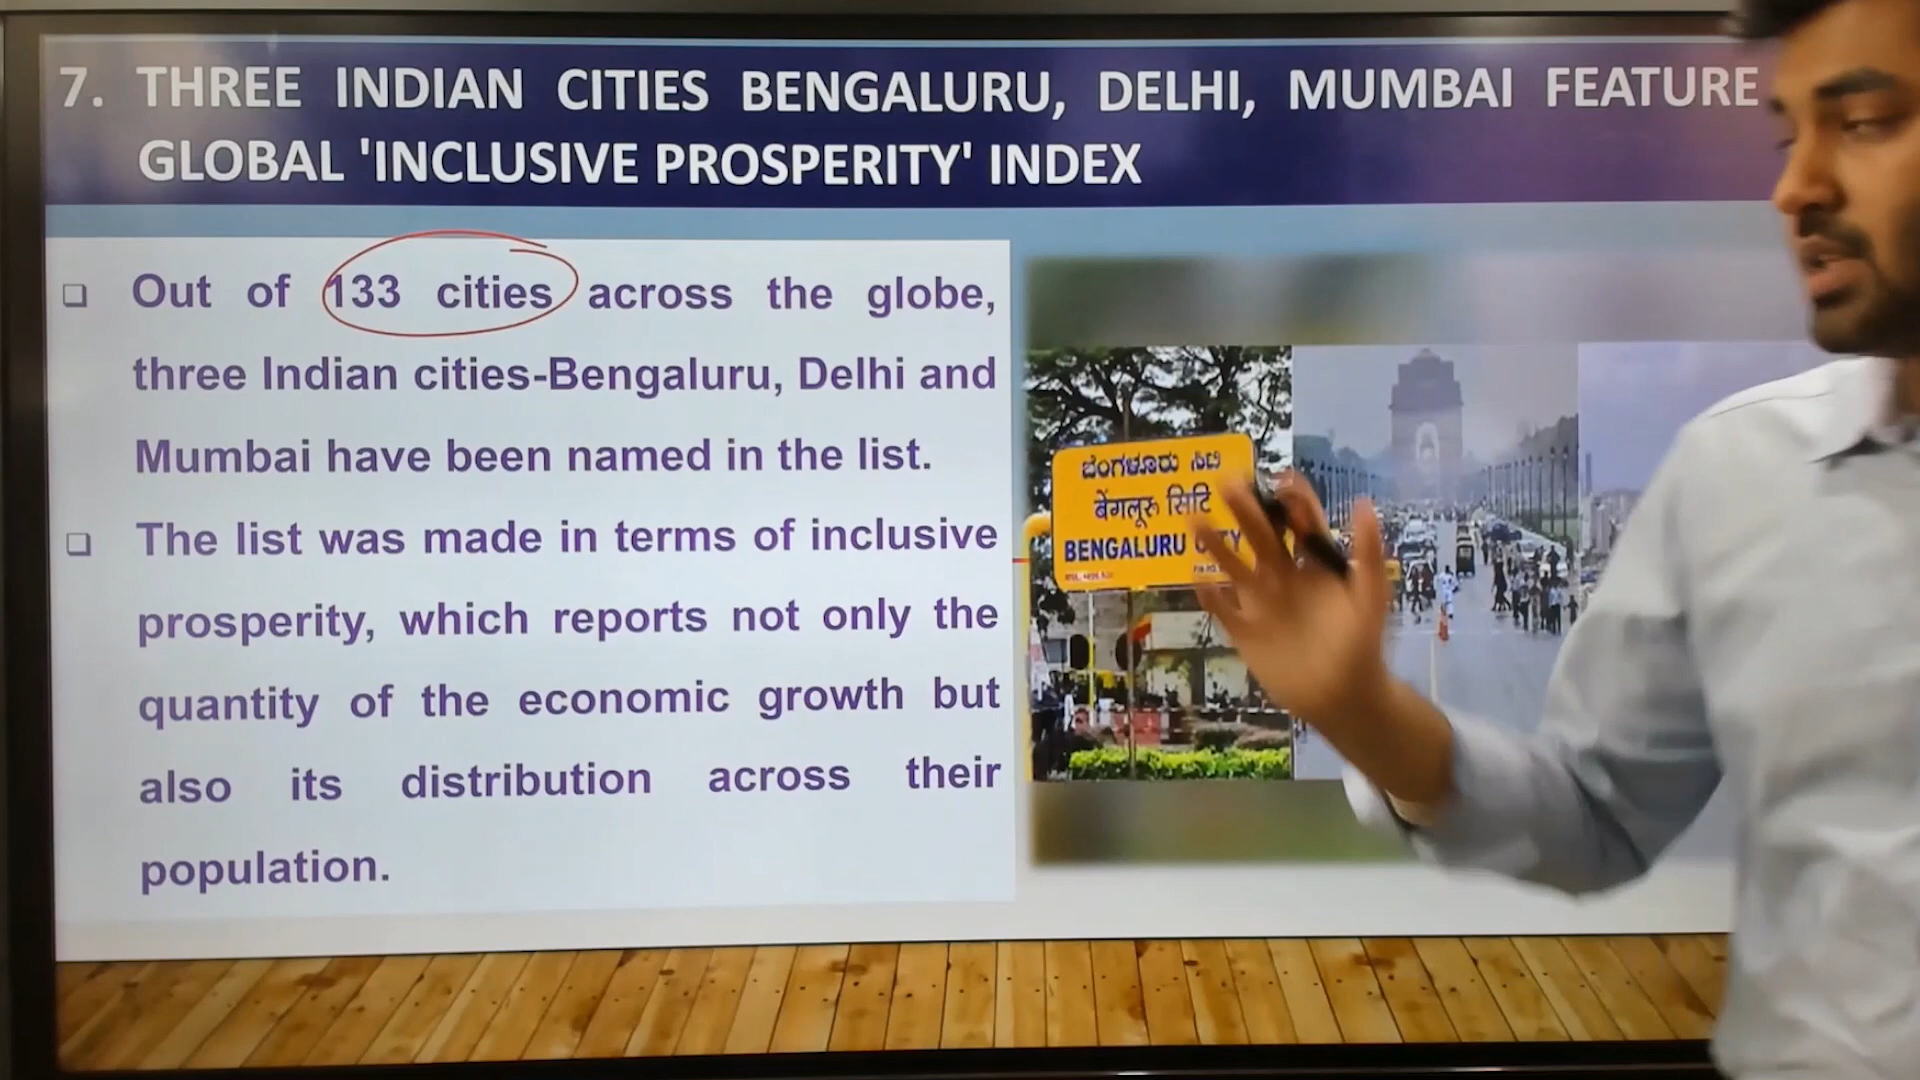 7. THREE INDIAN CITIES BENGALURU, DELHI, MUMBAI FEATURE
GLOBAL 'INCLUSIVE PROSPERITY' INDEX
Out of 133 cities across the globe,
three Indian cities-Bengaluru, Delhi and
Mumbai have been named in the list.
The list was made in terms of inclusive
prosperity, which reports not only the
quantity of the economic growth but
also its distribution across their
population.
ಬೆಂಗಳೂರು ಸಿಟಿ
बेंगलूरु सिटि
BENGALURU